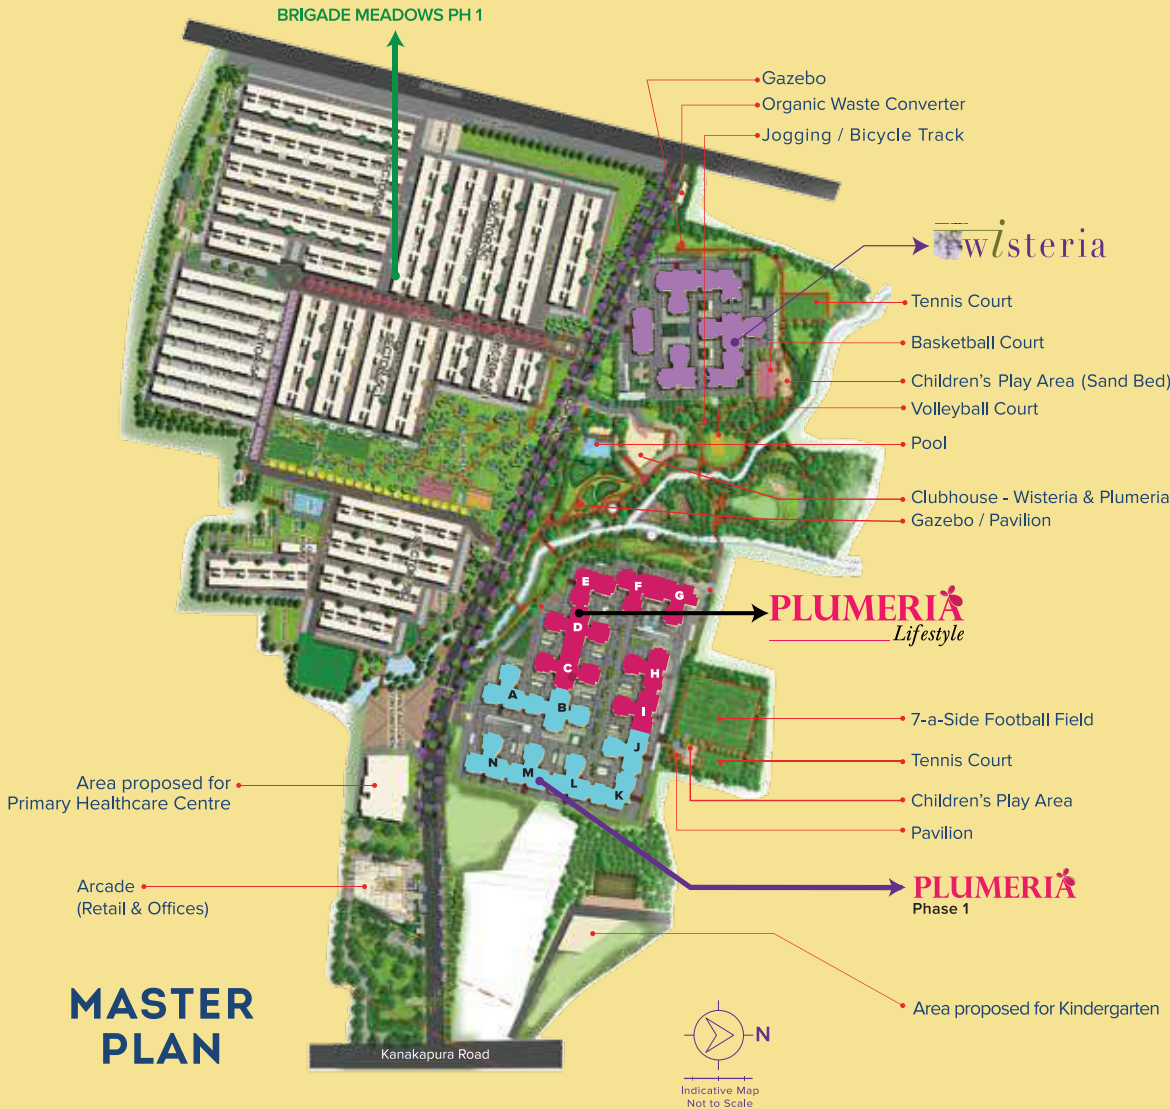 BRIGADE MEADOWS PH 1
Gazebo
Organic Waste Converter
Jogging / Bicycle Track
wisteria
Tennis Court
Basketball Court
Children's Play Area (Sand Bed)
Volleyball Court
Pool
Clubhouse - Wisteria & Plumeria
Gazebo / Pavilion
E
F
G
D
C
H
I
A
B
J
N
M
L
K
PLUMERIA
Lifestyle
7-a-Side Football Field
Tennis Court
Children's Play Area
Pavilion
Area proposed for
Primary Healthcare Centre
Arcade
(Retail & Offices)
PLUMERIA
Phase 1
Area proposed for Kindergarten
MASTER
PLAN
Kanakapura Road
N
Indicative Map
Not to Scale